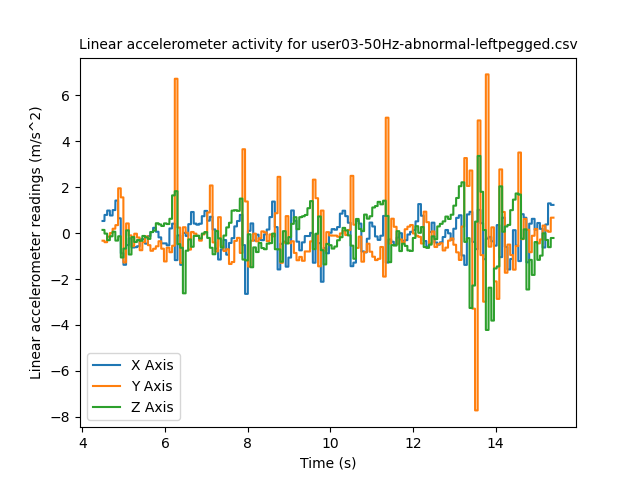 Linear accelerometer activity for user03-50Hz-abnormal-leftpegged.csv
Linear accelerometer readings (m/s^2)
6
4
2
0
−2
−4
−6
−8
X Axis
Y Axis
Z Axis
4 6 8 10 12 14
Time (s)